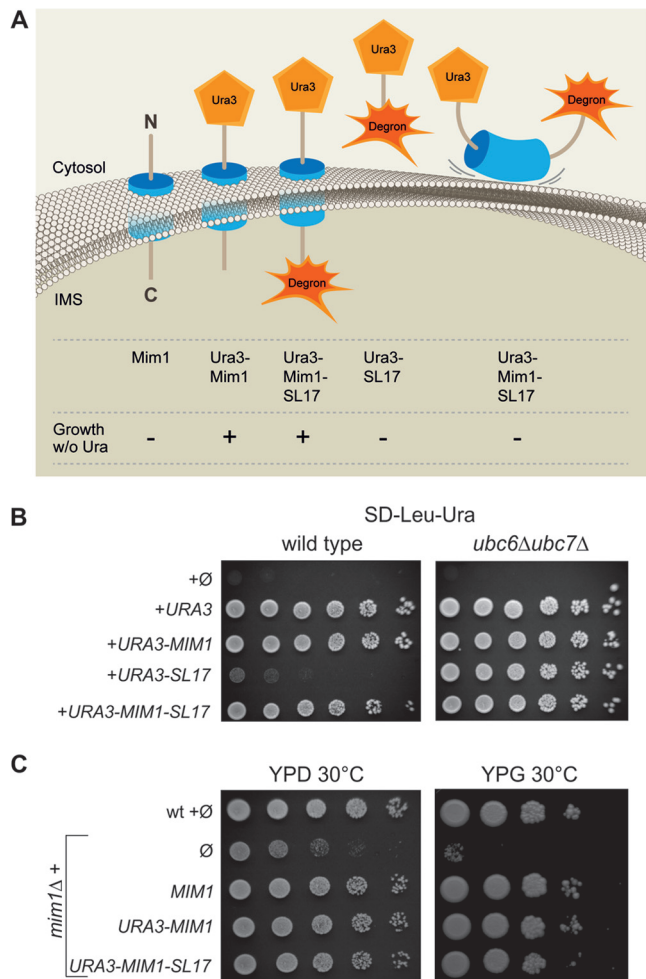 A
Ura3
Ura3
Ura3
Ura3
Degron
Degron
N
Cytosol
Degron
C
IMS
Mim1
Ura3-
Mim1
Ura3-
Mim1-
SL17
Ura3-
SL17
Ura3-
Mim1-
SL17
Growth
w/o Ura
- + + - -
B
SD-Leu-Ura
wild type
ubc6Δubc7Δ
+Ø
+URA3
+URA3-MIM1
+URA3-SL17
+URA3-MIM1-SL17
C
YPD 30°C
YPG 30°C
wt +Ø
mim1Δ +
Ø
MIM1
URA3-MIM1
URA3-MIM1-SL17